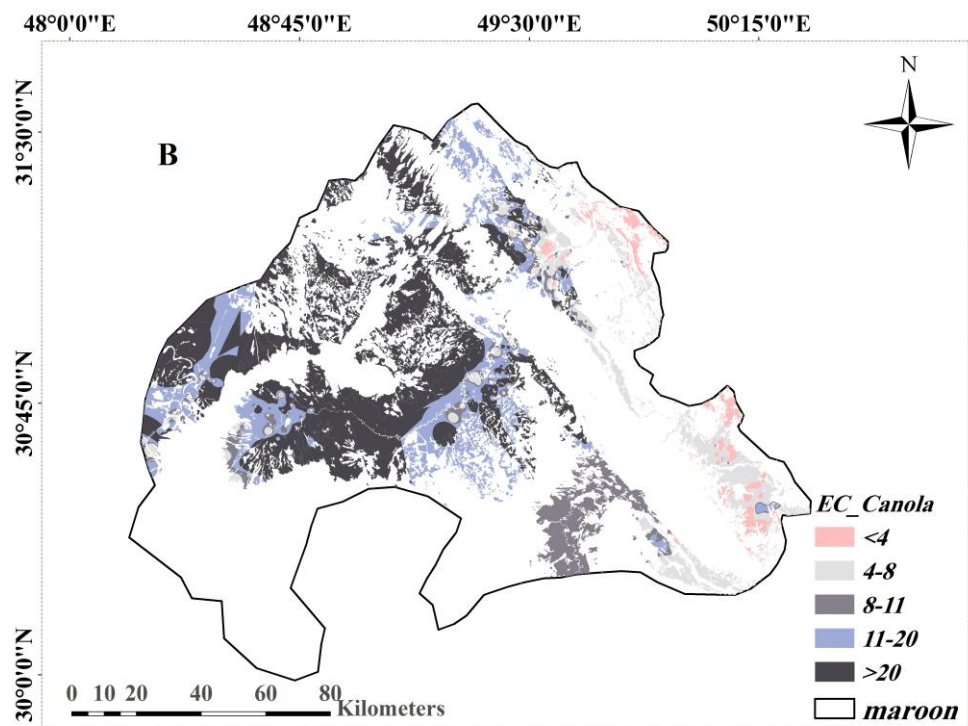 48°0'0"E 48°45'0"E 49°30'0"E 50°15'0"E
N
31°30'0"N
B
30°45'0"N
EC_Canola
<4
4-8
8-11
11-20
>20
maroon
30°0'0"N
0 10 20 40 60 80
Kilometers